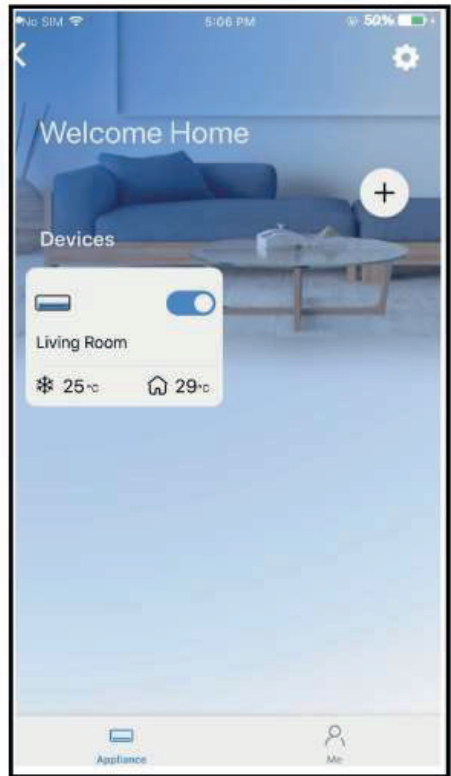 No SIM 5:06 PM 50%
Welcome Home
+
Devices
Living Room
25°C 29°C
Appliance Me